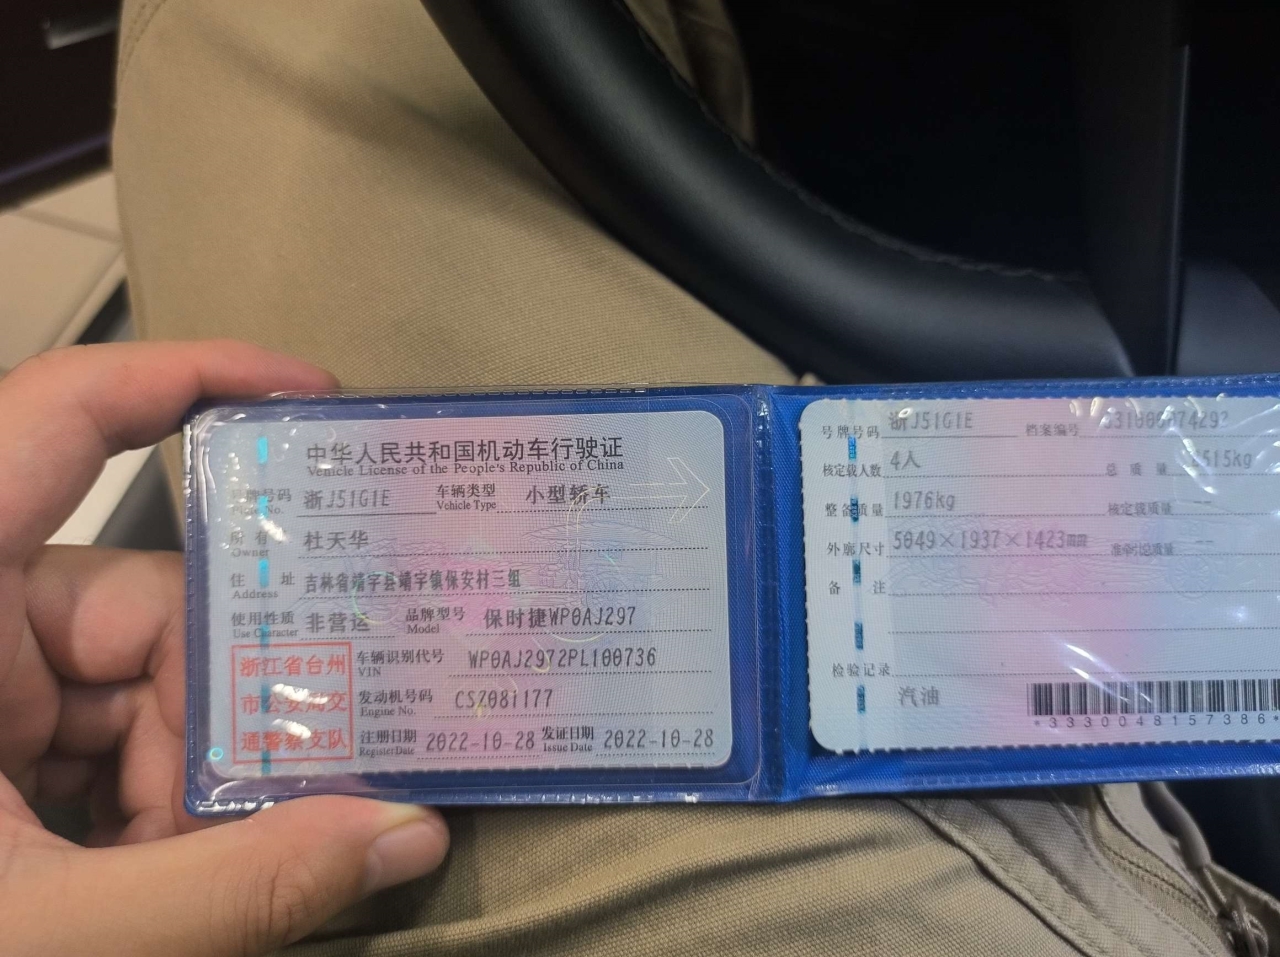 中华人民共和国机动车行驶证
Vehicle License of the People's Republic of China
号牌号码 浙J51G1E 车辆类型 小型轿车
Plate No. Vehicle Type
所有人 杜天华
Owner
住址 吉林省靖宇县靖宇镇保安村三组
Address
使用性质 非营运 品牌型号 保时捷WP0AJ297
Use Character Model
浙江省台州
市公安局交
通警察支队
车辆识别代号 WP0AJ2972PL100736
VIN
发动机号码 CSZ081177
Engine No.
注册日期 2022-10-28 发证日期 2022-10-28
Register Date Issue Date
号牌号码 浙J51G1E 档案编号
核定载人数 4人 总质量 2515kg
整备质量 1976kg 核定载质量 --
外廓尺寸 5049×1937×1423mm 准牵引总质量 --
备注
检验记录
汽油
*3330048157386*